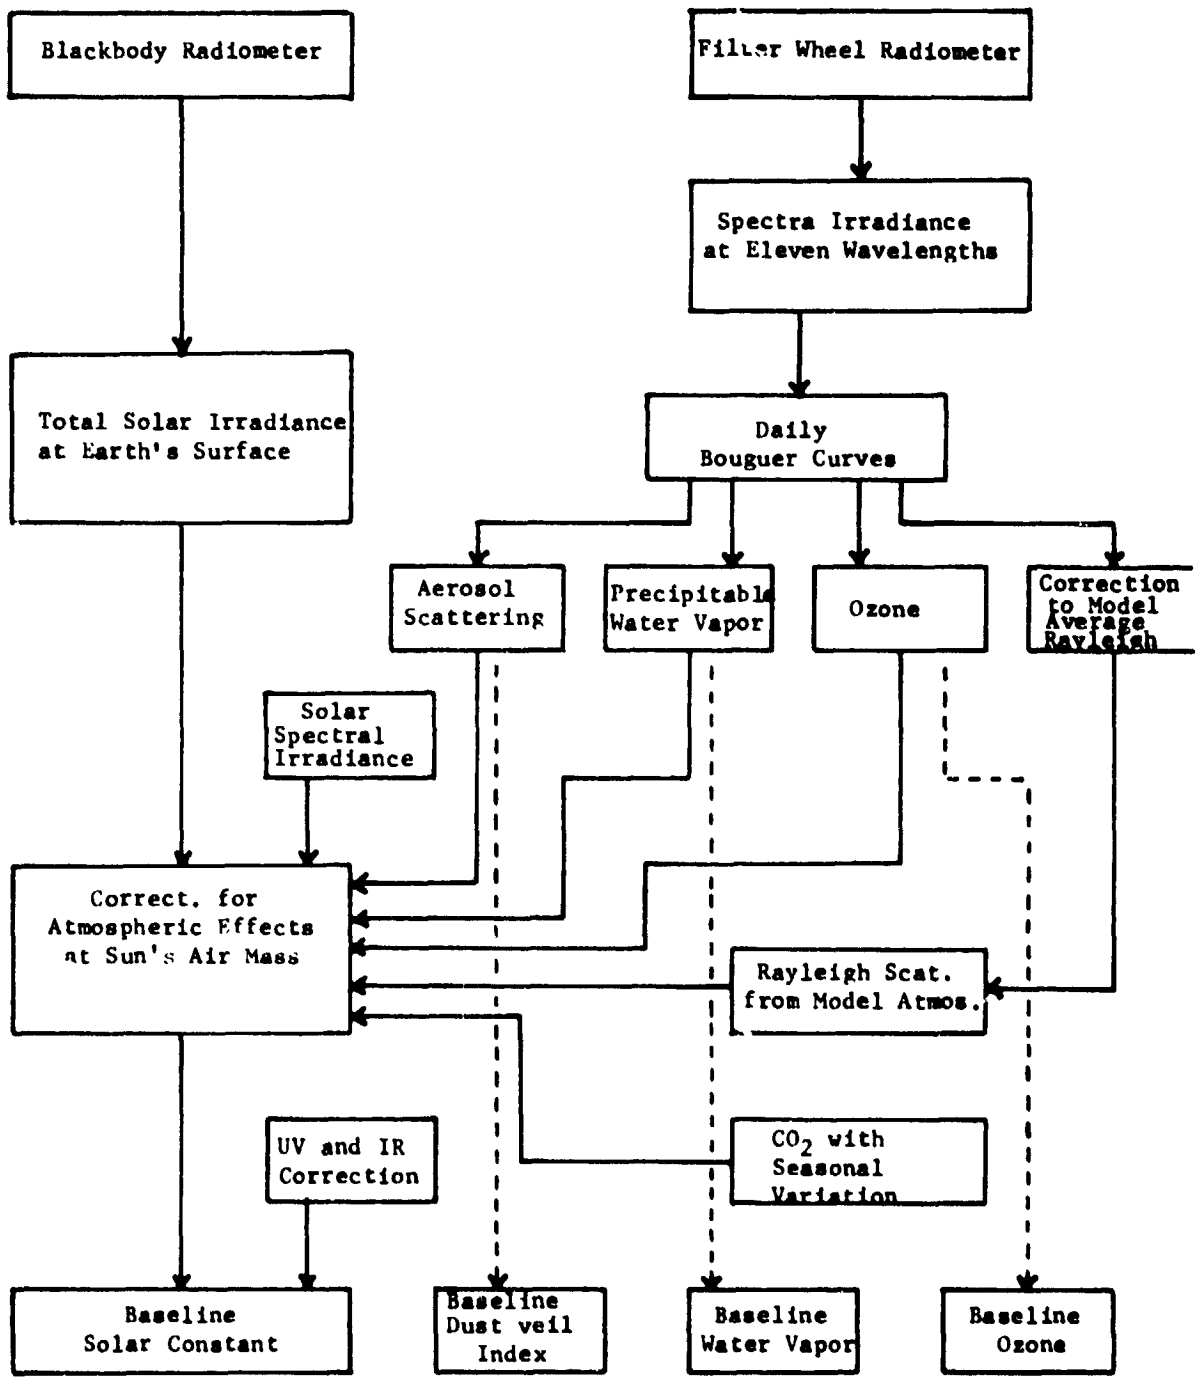 Blackbody Radiometer
Filter Wheel Radiometer
Spectra Irradiance
at Eleven Wavelengths
Total Solar Irradiance
at Earth's Surface
Daily
Bouguer Curves
Aerosol
Scattering
Precipitable
Water Vapor
Ozone
Correction
to Model
Average
Rayleigh
Solar
Spectral
Irradiance
Correct. for
Atmospheric Effects
at Sun's Air Mass
Rayleigh Scat.
from Model Atmos.
UV and IR
Correction
CO2 with
Seasonal
Variation
Baseline
Solar Constant
Baseline
Dust veil
Index
Baseline
Water Vapor
Baseline
Ozone